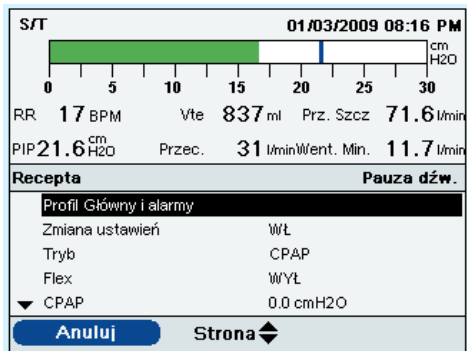 S/T 01/03/2009 08:16 PM
cm
H2O
0 5 10 15 20 25 30
RR 17 BPM Vte 837 ml Prz. Szcz 71.6 l/min
PIP 21.6 cm H2O Przec. 31 l/min Went. Min. 11.7 l/min
Recepta Pauza dźw.
Profil Główny i alarmy
Zmiana ustawień WŁ
Tryb CPAP
Flex WYŁ
CPAP 0.0 cmH2O
Anuluj Strona